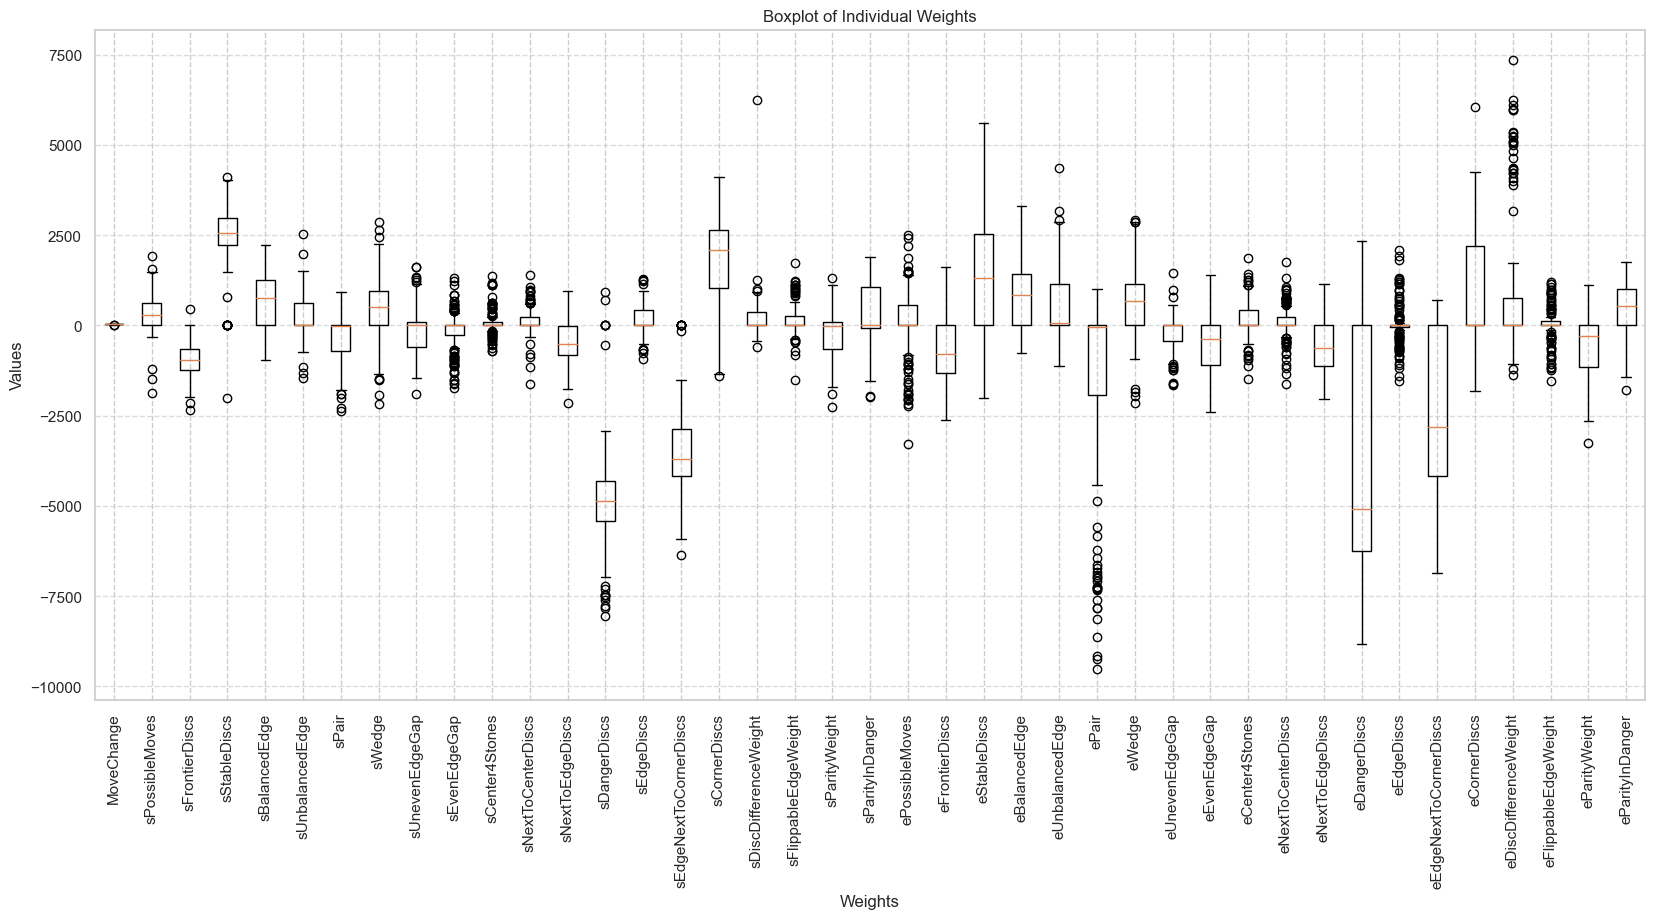 Boxplot of Individual Weights
7500
5000
2500
0
−2500
−5000
−7500
−10000
Values
MoveChange
sPossibleMoves
sFrontierDiscs
sStableDiscs
sBalancedEdge
sUnbalancedEdge
sPair
sWedge
sUnevenEdgeGap
sEvenEdgeGap
sCenter4Stones
sNextToCenterDiscs
sNextToEdgeDiscs
sDangerDiscs
sEdgeDiscs
sEdgeNextToCornerDiscs
sCornerDiscs
sDiscDifferenceWeight
sFlippableEdgeWeight
sParityWeight
sParityInDanger
ePossibleMoves
eFrontierDiscs
eStableDiscs
eBalancedEdge
eUnbalancedEdge
ePair
eWedge
eUnevenEdgeGap
eEvenEdgeGap
eCenter4Stones
eNextToCenterDiscs
eNextToEdgeDiscs
eDangerDiscs
eEdgeDiscs
eEdgeNextToCornerDiscs
eCornerDiscs
eDiscDifferenceWeight
eFlippableEdgeWeight
eParityWeight
eParityInDanger
Weights